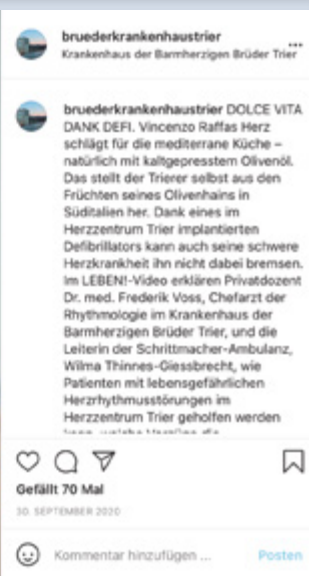 bruederkrankenhaustrier
Krankenhaus der Barmherzigen Brüder Trier
bruederkrankenhaustrier DOLCE VITA
DANK DEFI. Vincenzo Raffas Herz
schlägt für die mediterrane Küche –
natürlich mit kaltgepresstem Olivenöl.
Das stellt der Trierer selbst aus den
Früchten seines Olivenhains in
Süditalien her. Dank eines im
Herzzentrum Trier implantierten
Defibrillators kann auch seine schwere
Herzkrankheit ihn nicht dabei bremsen.
Im LEBEN!-Video erklären Privatdozent
Dr. med. Frederik Voss, Chefarzt der
Rhythmologie im Krankenhaus der
Barmherzigen Brüder Trier, und die
Leiterin der Schrittmacher-Ambulanz,
Wilma Thinnes-Giessbrecht, wie
Patienten mit lebensgefährlichen
Herzrhythmusstörungen im
Herzzentrum Trier geholfen werden
Gefällt 70 Mal
30. SEPTEMBER 2020
Kommentar hinzufügen ...
Posten